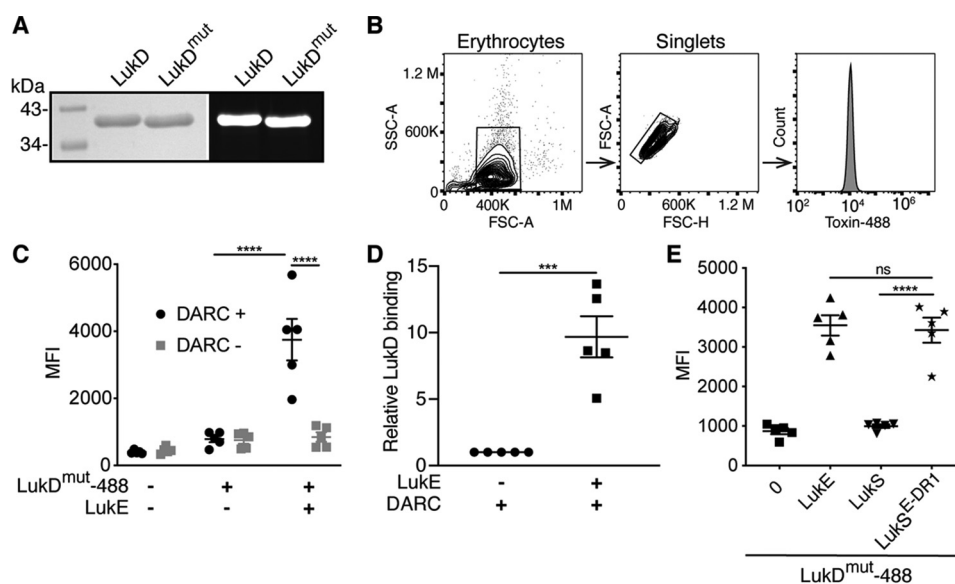 A
LukD
LukDmut
LukD
LukDmut
kDa
43-
34-
B
Erythrocytes
Singlets
1.2 M
600K
0
SSC-A
400K
1M
FSC-A
FSC-A
600K
1.2 M
FSC-H
Count
10²
10⁴
10⁶
Toxin-488
C
6000
4000
2000
0
MFI
****
****
DARC +
DARC -
LukDmut-488 - + +
LukE - - +
D
15
10
5
0
Relative LukD binding
***
LukE - +
DARC + +
E
5000
4000
3000
2000
1000
0
MFI
ns
****
0
LukE
LukS
LukSE-DR1
LukDmut-488